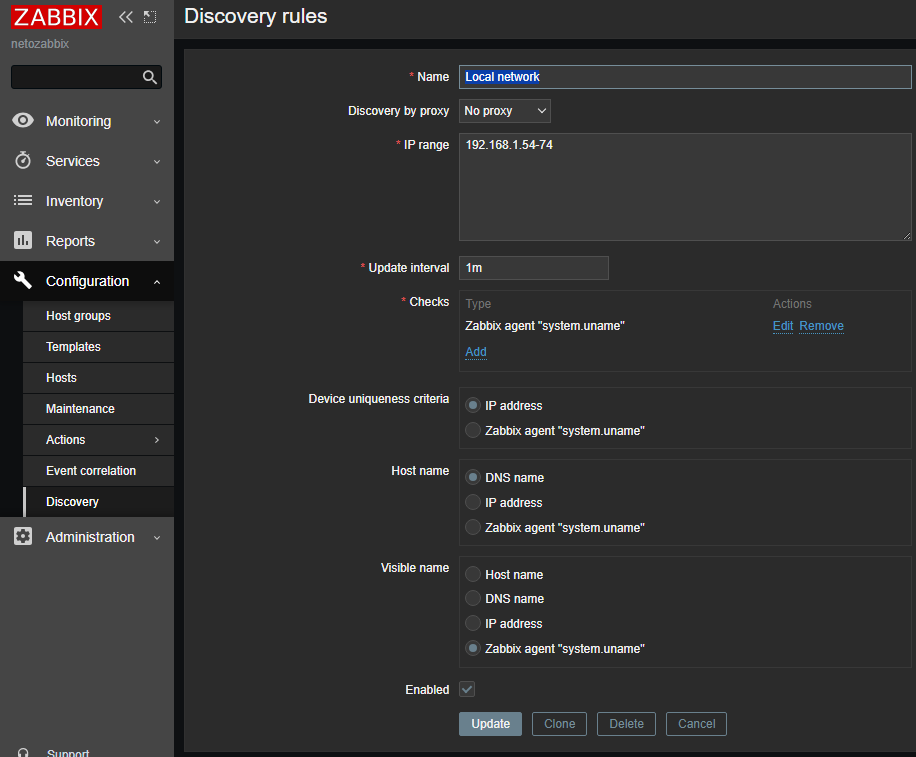 ZABBIX
netozabbix
Monitoring
Services
Inventory
Reports
Configuration
Host groups
Templates
Hosts
Maintenance
Actions
Event correlation
Discovery
Administration
Support
Discovery rules
* Name Local network
Discovery by proxy No proxy
* IP range 192.168.1.54-74
* Update interval 1m
* Checks Type Actions
Zabbix agent "system.uname" Edit Remove
Add
Device uniqueness criteria IP address
Zabbix agent "system.uname"
Host name DNS name
IP address
Zabbix agent "system.uname"
Visible name Host name
DNS name
IP address
Zabbix agent "system.uname"
Enabled
Update Clone Delete Cancel